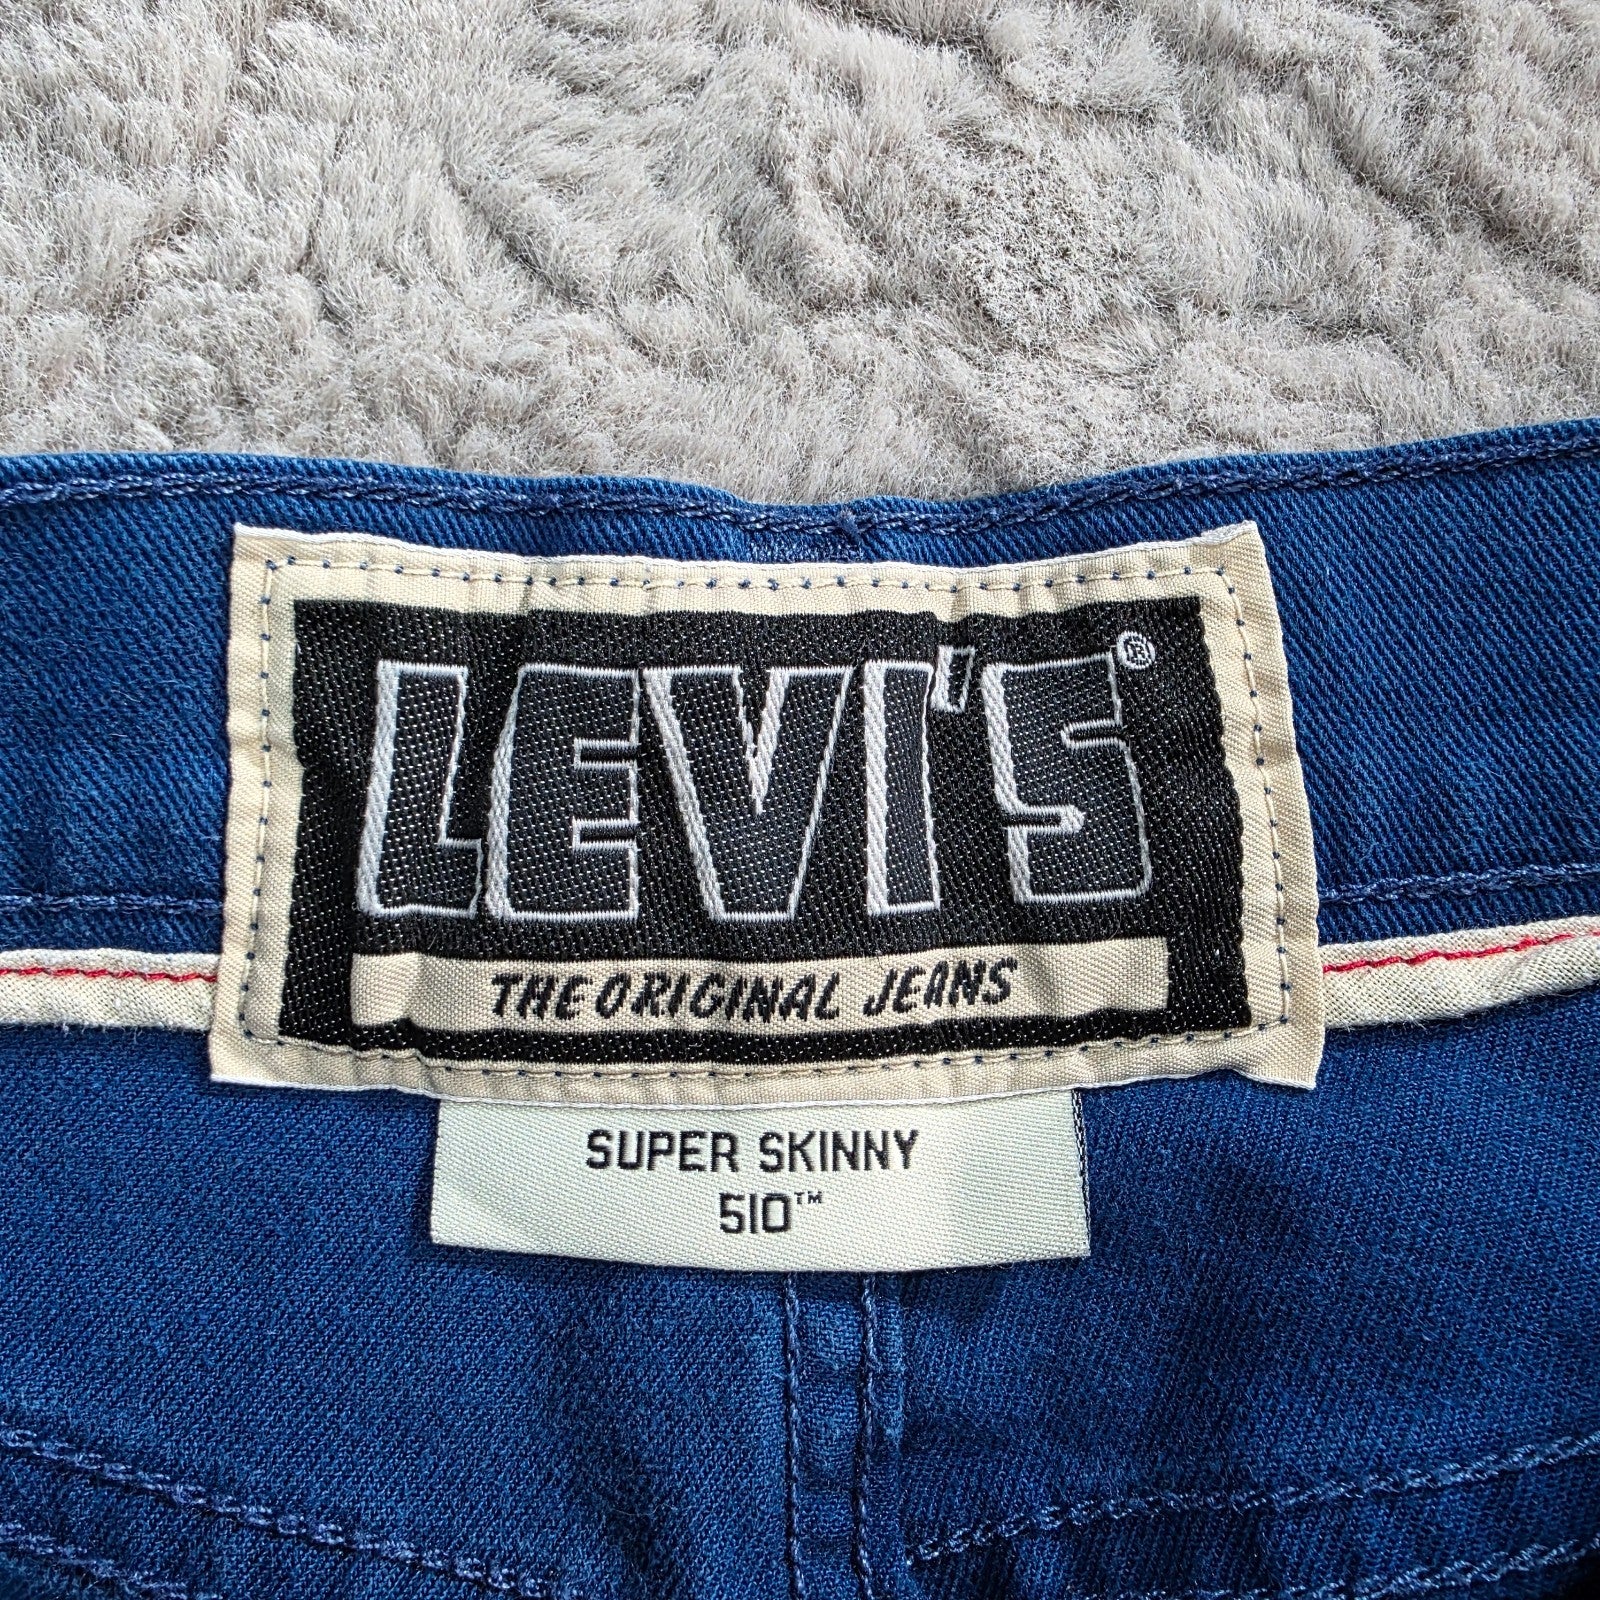 LEVI'S®
THE ORIGINAL JEANS
SUPER SKINNY
510™